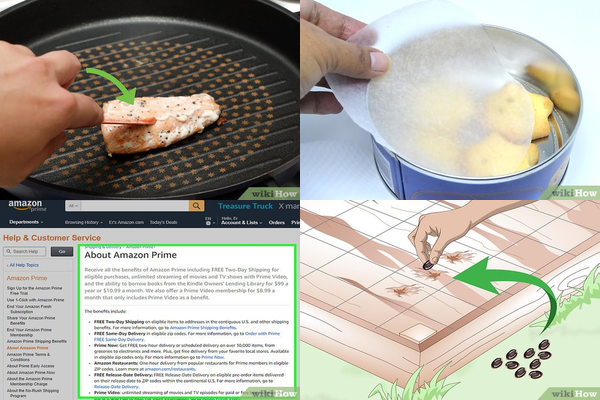 wikiHow
wikiHow
amazon
prime
All
Treasure Truck X mar
Departments
Browsing History
Er's Amazon.com
Today's Deals
EN
Hello, Er
Account & Lists
Orders
Help & Customer Service
Search Help
Go
All Help Topics
Amazon Prime
Sign Up for the Amazon Prime
Free Trial
Use 1-Click with Amazon Prime
End Your Amazon Fresh
Subscription
Share Your Amazon Prime
Benefits
End Your Amazon Prime
Membership
Amazon Prime Shipping Benefits
About Amazon Prime
Amazon Prime Terms &
Conditions
About Prime Early Access
About Amazon Prime Now
About the Amazon Prime
Membership Charge
About the No-Rush Shipping
Program
About Amazon Prime
Receive all the benefits of Amazon Prime including FREE Two-Day Shipping for
eligible purchases, unlimited streaming of movies and TV shows with Prime Video,
and the ability to borrow books from the Kindle Owners' Lending Library for $99 a
year or $10.99 a month. We also offer a Prime Video membership for $8.99 a
month that only includes Prime Video as a benefit.
The benefits include:
• FREE Two-Day Shipping on eligible items to addresses in the contiguous U.S. and other shipping
benefits. For more information, go to Amazon Prime Shipping Benefits.
• FREE Same-Day Delivery in eligible zip codes. For more information, go to Order with Prime
FREE Same-Day Delivery.
• Prime Now: Get FREE two-hour delivery or scheduled delivery on over 10,000 items, from
groceries to electronics and more. Plus, get free delivery from your favorite local stores. Available
in eligible zip codes only. For more information go to Prime Now.
• Amazon Restaurants: One-hour delivery from popular restaurants for Prime members in eligible
ZIP codes. Learn more at amazon.com/restaurants.
• FREE Release-Date Delivery: FREE Release-Date Delivery on eligible pre-order items delivered
on their release date to ZIP codes within the continental U.S. For more information, go to
Release-Date Delivery.
• Prime Video: unlimited streaming of movies and TV episodes for paid or free
wikiHow
wikiHow